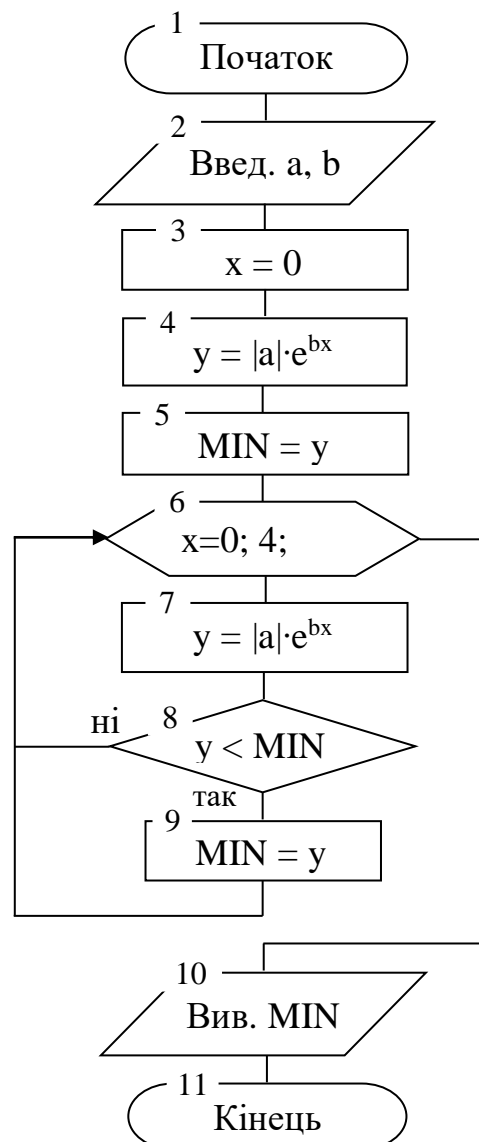 1
Початок
2
Введ. a, b
3
x = 0
4
y = |a|·e^bx
5
MIN = y
6
x=0; 4;
7
y = |a|·e^bx
ні
8
y < MIN
так
9
MIN = y
10
Вив. MIN
11
Кінець